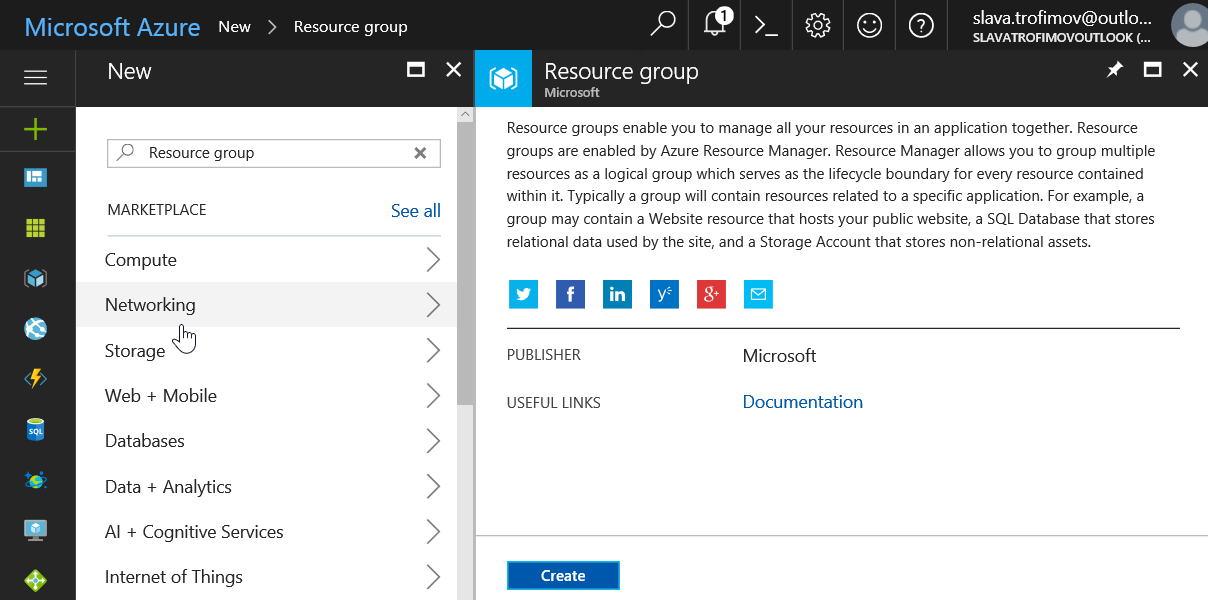 Microsoft Azure New Resource group
1
slava.trofimov@outlo...
SLAVATROFIMOVOUTLOOK (...
New
Resource group
MARKETPLACE See all
Compute
Networking
Storage
Web + Mobile
Databases
Data + Analytics
AI + Cognitive Services
Internet of Things
SQL
Resource group
Microsoft
Resource groups enable you to manage all your resources in an application together. Resource
groups are enabled by Azure Resource Manager. Resource Manager allows you to group multiple
resources as a logical group which serves as the lifecycle boundary for every resource contained
within it. Typically a group will contain resources related to a specific application. For example, a
group may contain a Website resource that hosts your public website, a SQL Database that stores
relational data used by the site, and a Storage Account that stores non-relational assets.
f in y g+
PUBLISHER Microsoft
USEFUL LINKS Documentation
Create